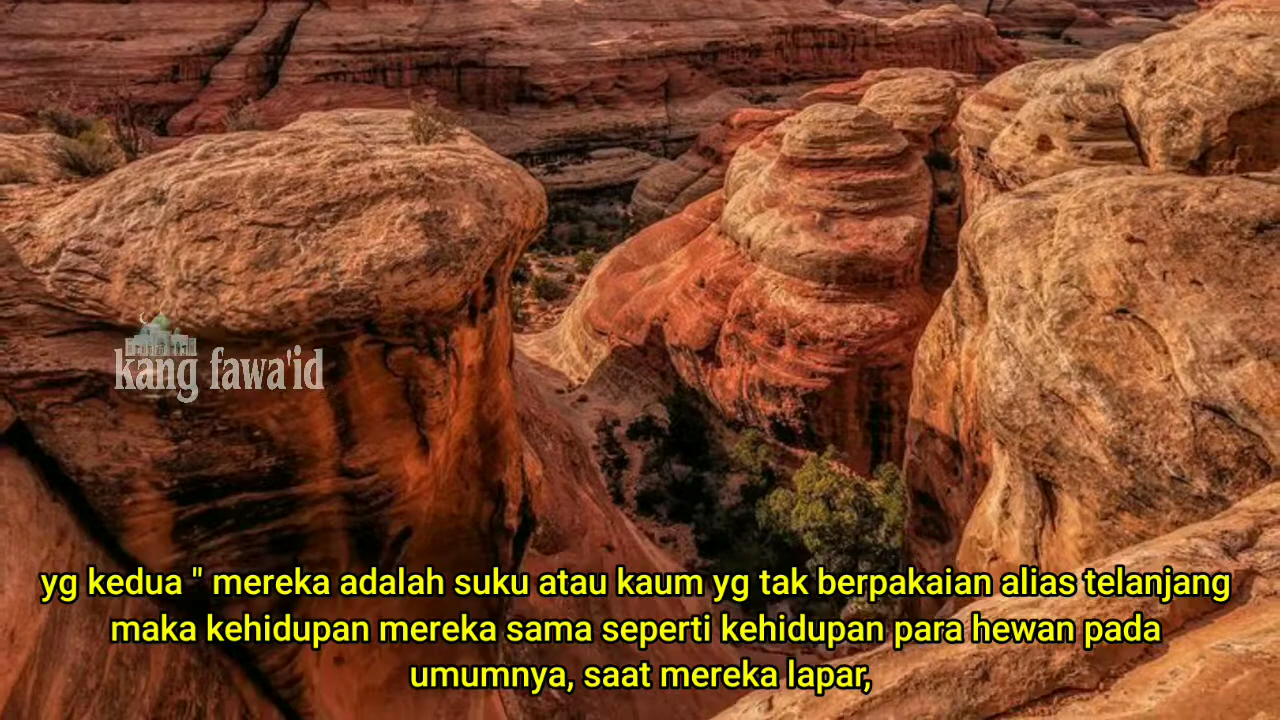 kang fawa'id
yg kedua " mereka adalah suku atau kaum yg tak berpakaian alias telanjang
maka kehidupan mereka sama seperti kehidupan para hewan pada
umumnya, saat mereka lapar,